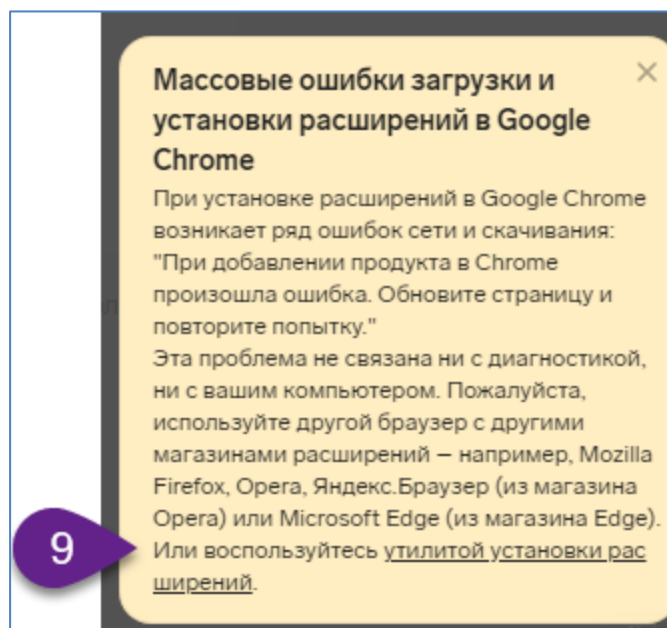 Массовые ошибки загрузки и
установки расширений в Google
Chrome
При установке расширений в Google Chrome
возникает ряд ошибок сети и скачивания:
"При добавлении продукта в Chrome
произошла ошибка. Обновите страницу и
повторите попытку."
Эта проблема не связана ни с диагностикой,
ни с вашим компьютером. Пожалуйста,
используйте другой браузер с другими
магазинами расширений – например, Mozilla
Firefox, Opera, Яндекс.Браузер (из магазина
Opera) или Microsoft Edge (из магазина Edge).
9 Или воспользуйтесь утилитой установки рас
ширений.